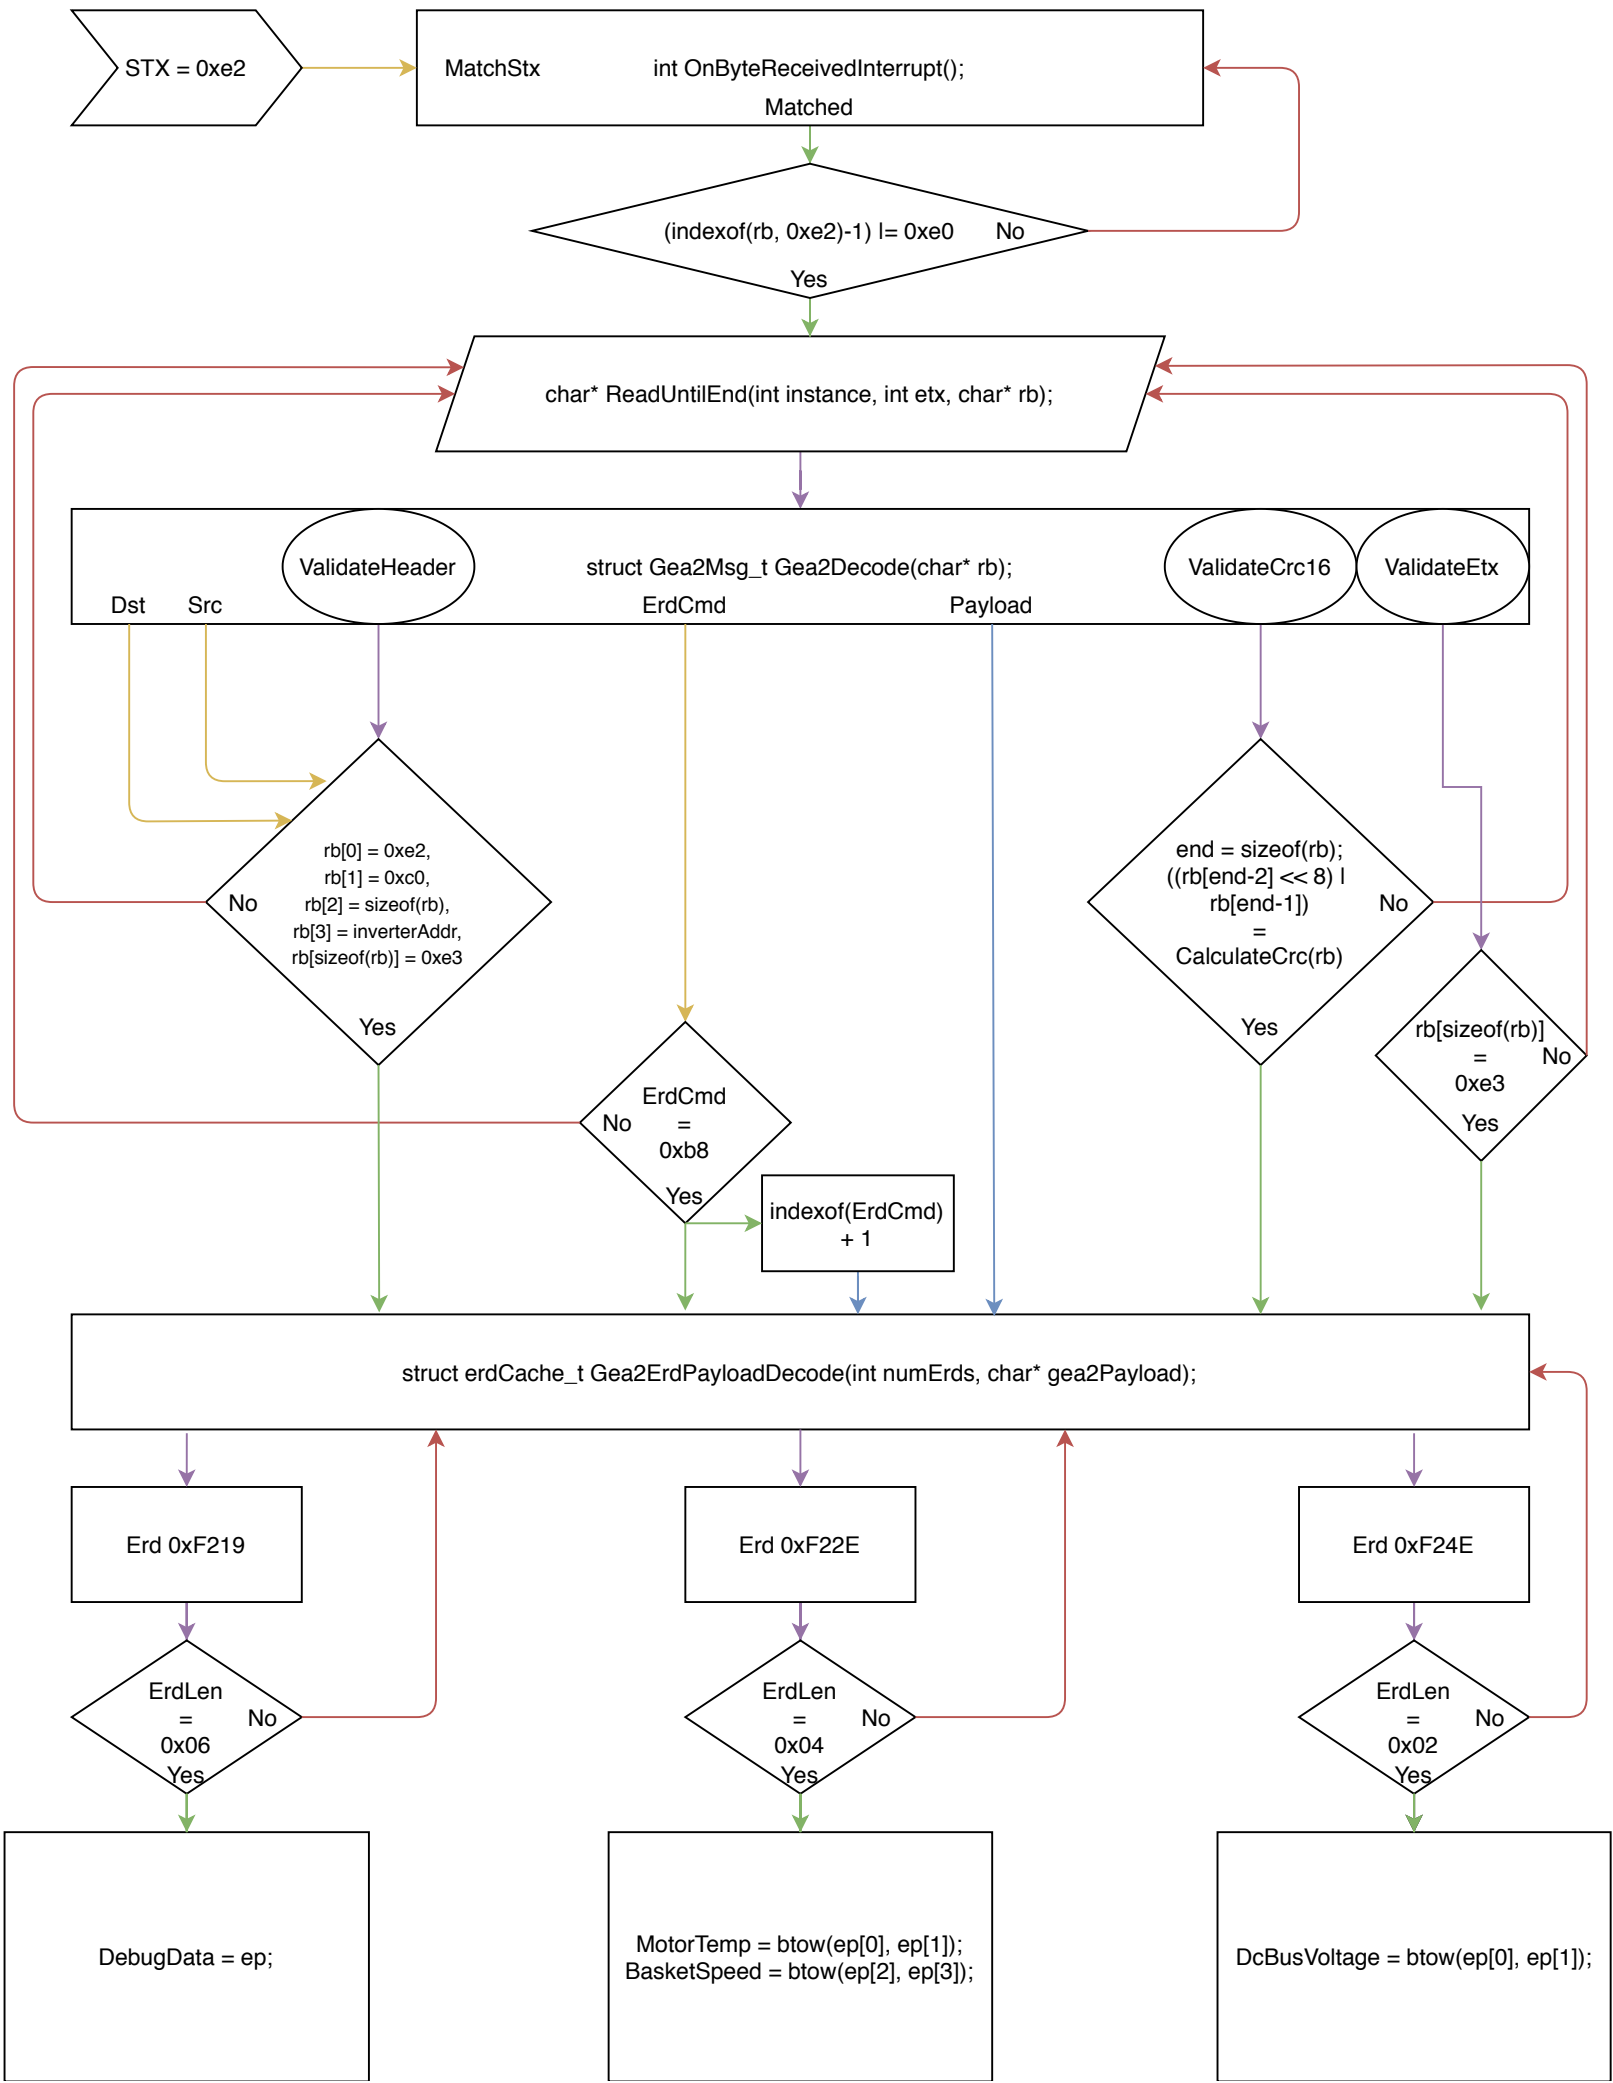 STX = 0xe2
MatchStx
int OnByteReceivedInterrupt();
Matched
(indexof(rb, 0xe2)-1) |= 0xe0
No
Yes
char* ReadUntilEnd(int instance, int etx, char* rb);
ValidateHeader
struct Gea2Msg_t Gea2Decode(char* rb);
ValidateCrc16
ValidateEtx
Dst
Src
ErdCmd
Payload
rb[0] = 0xe2,
rb[1] = 0xc0,
rb[2] = sizeof(rb),
rb[3] = inverterAddr,
rb[sizeof(rb)] = 0xe3
No
Yes
end = sizeof(rb);
((rb[end-2] << 8) |
rb[end-1])
=
CalculateCrc(rb)
No
Yes
rb[sizeof(rb)]
=
0xe3
No
Yes
ErdCmd
=
0xb8
No
Yes
indexof(ErdCmd)
+ 1
struct erdCache_t Gea2ErdPayloadDecode(int numErds, char* gea2Payload);
Erd 0xF219
Erd 0xF22E
Erd 0xF24E
ErdLen
=
0x06
No
Yes
ErdLen
=
0x04
No
Yes
ErdLen
=
0x02
No
Yes
DebugData = ep;
MotorTemp = btow(ep[0], ep[1]);
BasketSpeed = btow(ep[2], ep[3]);
DcBusVoltage = btow(ep[0], ep[1]);